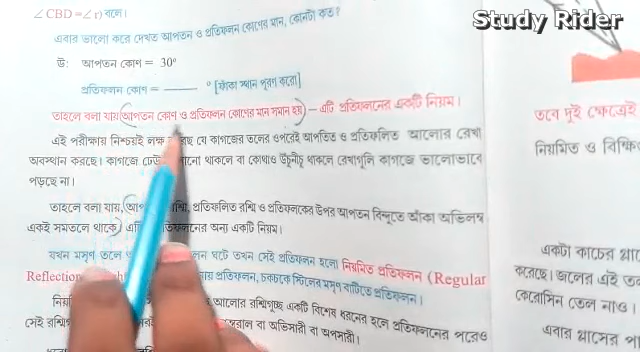 Study Rider
∠CBD = ∠r) বলে।
এবার ভালো করে দেখত আপতন ও প্রতিফলন কোণের মান, কোনটা কত?
উ: আপতন কোণ = 30°
প্রতিফলন কোণ = ______ ° [ফাঁকা স্থান পূরণ করো]
তাহলে বলা যায় (আপতন কোণ ও প্রতিফলন কোণের মান সমান হয়) – এটি প্রতিফলনের একটি নিয়ম।
এই পরীক্ষায় নিশ্চয়ই লক্ষ যে কাগজের তলের ওপরেই আপতিত ও প্রতিফলিত আলোর রেখা
অবস্থান করছে। কাগজে থাকলে বা কোথাও উঁচুনীচু থাকলে রেখাগুলি কাগজে ভালোভাবে
পড়ছে না।
তাহলে বলা যায়, প্রতিফলিত রশ্মি ও প্রতিফলকের উপর আপতন বিন্দুতে আঁকা অভিলম্ব
একই সমতলে থাকে) অন্য একটি নিয়ম।
যখন মসৃণ তলে ঘটে তখন সেই প্রতিফলন হলো নিয়মিত প্রতিফলন (Regular
Reflection প্রতিফলন, চকচকে স্টিলের মসৃণ বাটিতে প্রতিফলন।
আলোর রশ্মিগুচ্ছ একটি বিশেষ ধরনের হলে প্রতিফলনের পরেও
সেই বা অভিসারী বা অপসারী।
তবে দুই ক্ষেত্রেই
নিয়মিত ও
একটা কাচের
করেছে। জলের এই
কেরোসিন তেল নাও।
এবার গ্লাসের